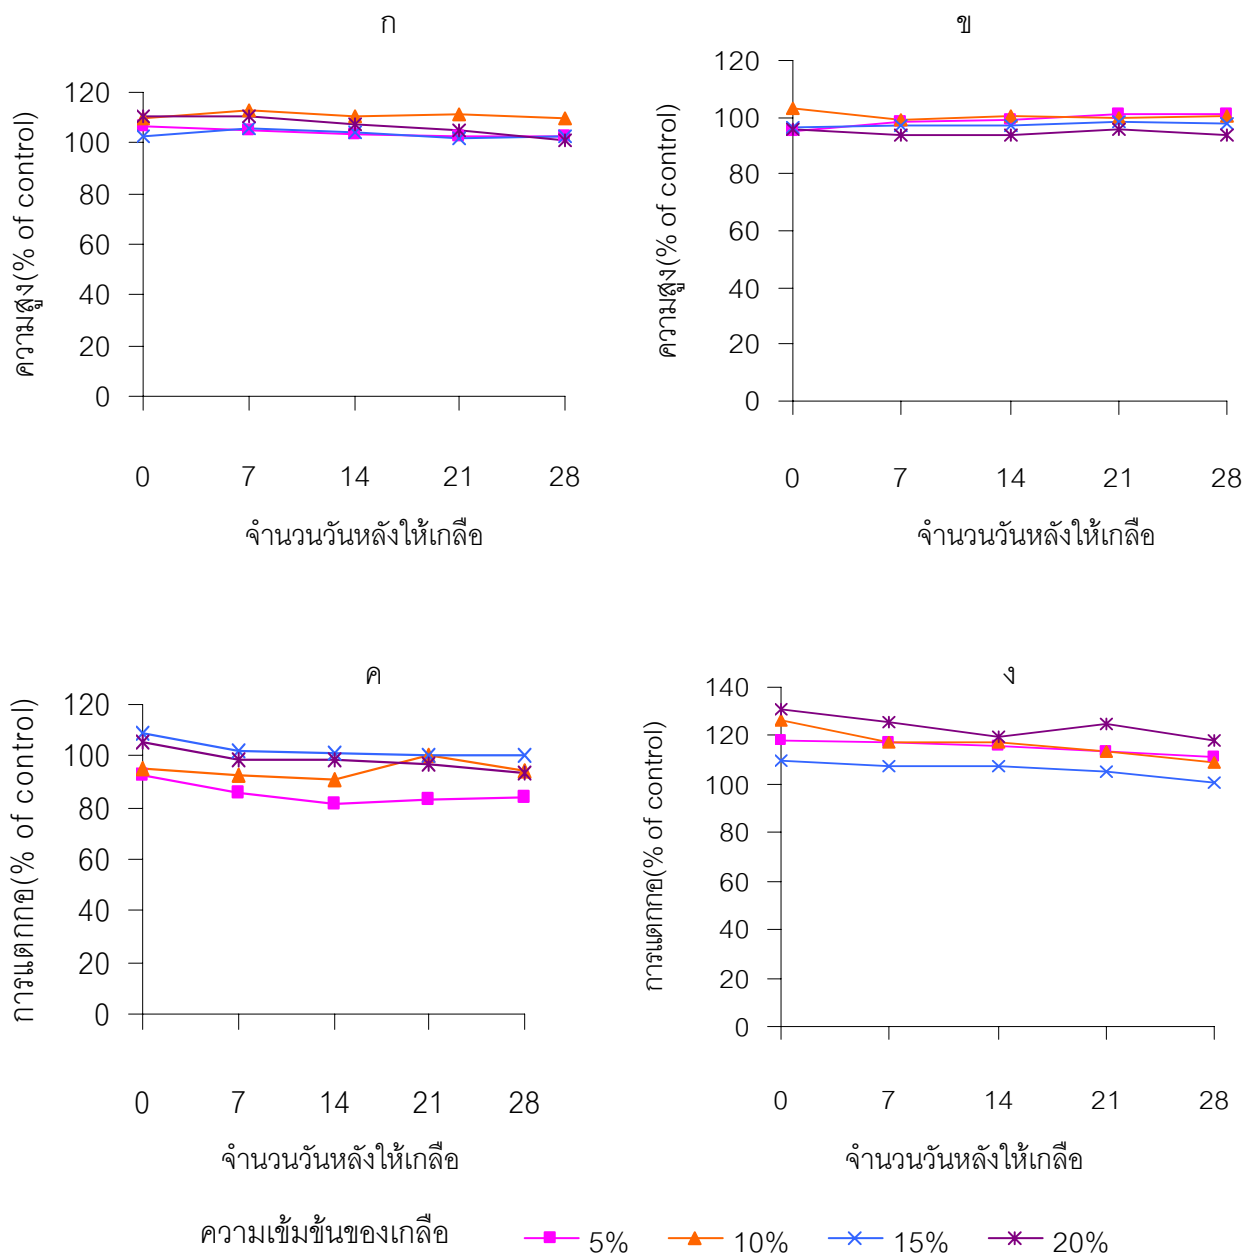 ก
ความสูง(% of control)
120
100
80
60
40
20
0
0 7 14 21 28
จำนวนวันหลังให้เกลือ
ข
ความสูง(% of control)
120
100
80
60
40
20
0
0 7 14 21 28
จำนวนวันหลังให้เกลือ
ค
การแตกกอ(% of control)
120
100
80
60
40
20
0
0 7 14 21 28
จำนวนวันหลังให้เกลือ
ง
การแตกกอ(% of control)
140
120
100
80
60
40
20
0
0 7 14 21 28
จำนวนวันหลังให้เกลือ
ความเข้มข้นของเกลือ 5% 10% 15% 20%